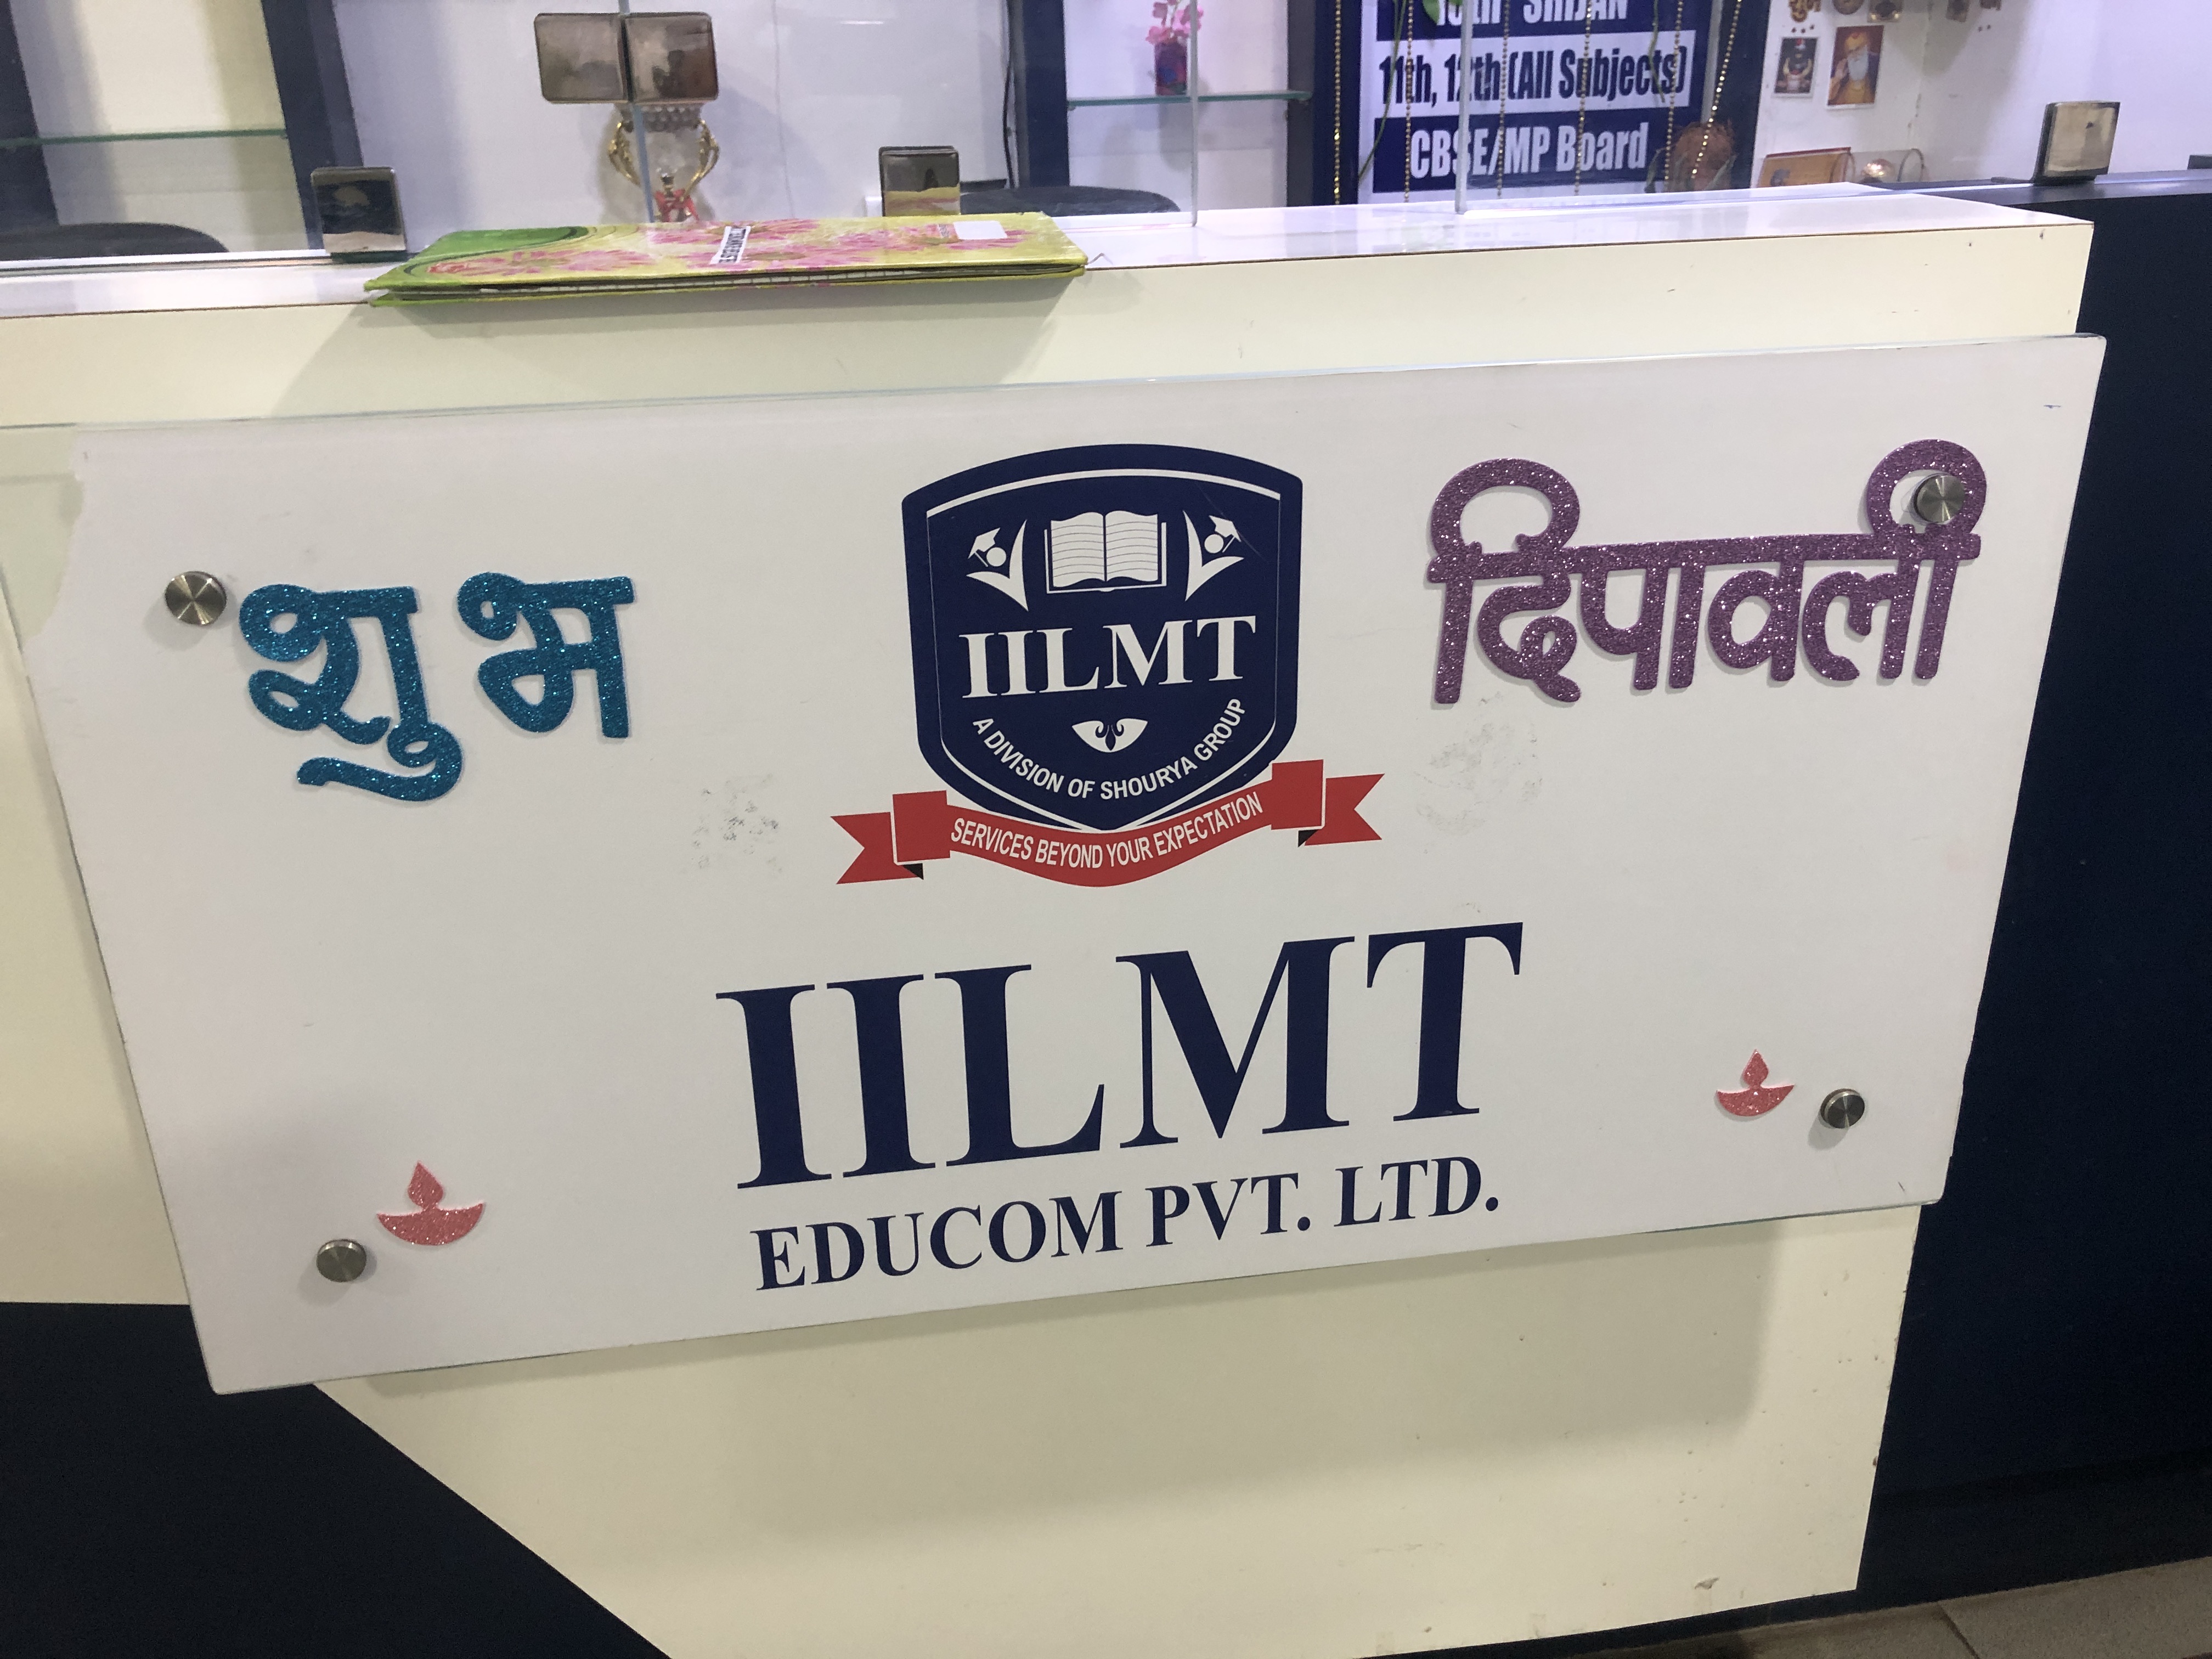 SRIJAN
11th, 12th (All Subjects)
CBSE/MP Board
शुभ
दिपावली
IILMT
A DIVISION OF SHOURYA GROUP
SERVICES BEYOND YOUR EXPECTATION
IILMT
EDUCOM PVT. LTD.